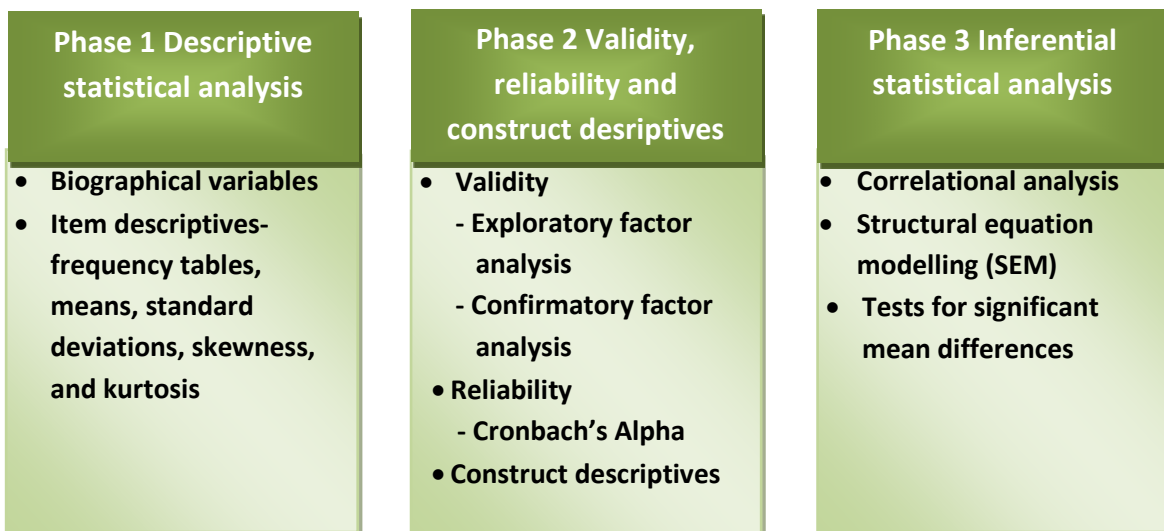 Phase 1 Descriptive
statistical analysis
• Biographical variables
• Item descriptives-
frequency tables,
means, standard
deviations, skewness,
and kurtosis
Phase 2 Validity,
reliability and
construct desriptives
• Validity
- Exploratory factor
analysis
- Confirmatory factor
analysis
• Reliability
- Cronbach’s Alpha
• Construct descriptives
Phase 3 Inferential
statistical analysis
• Correlational analysis
• Structural equation
modelling (SEM)
• Tests for significant
mean differences